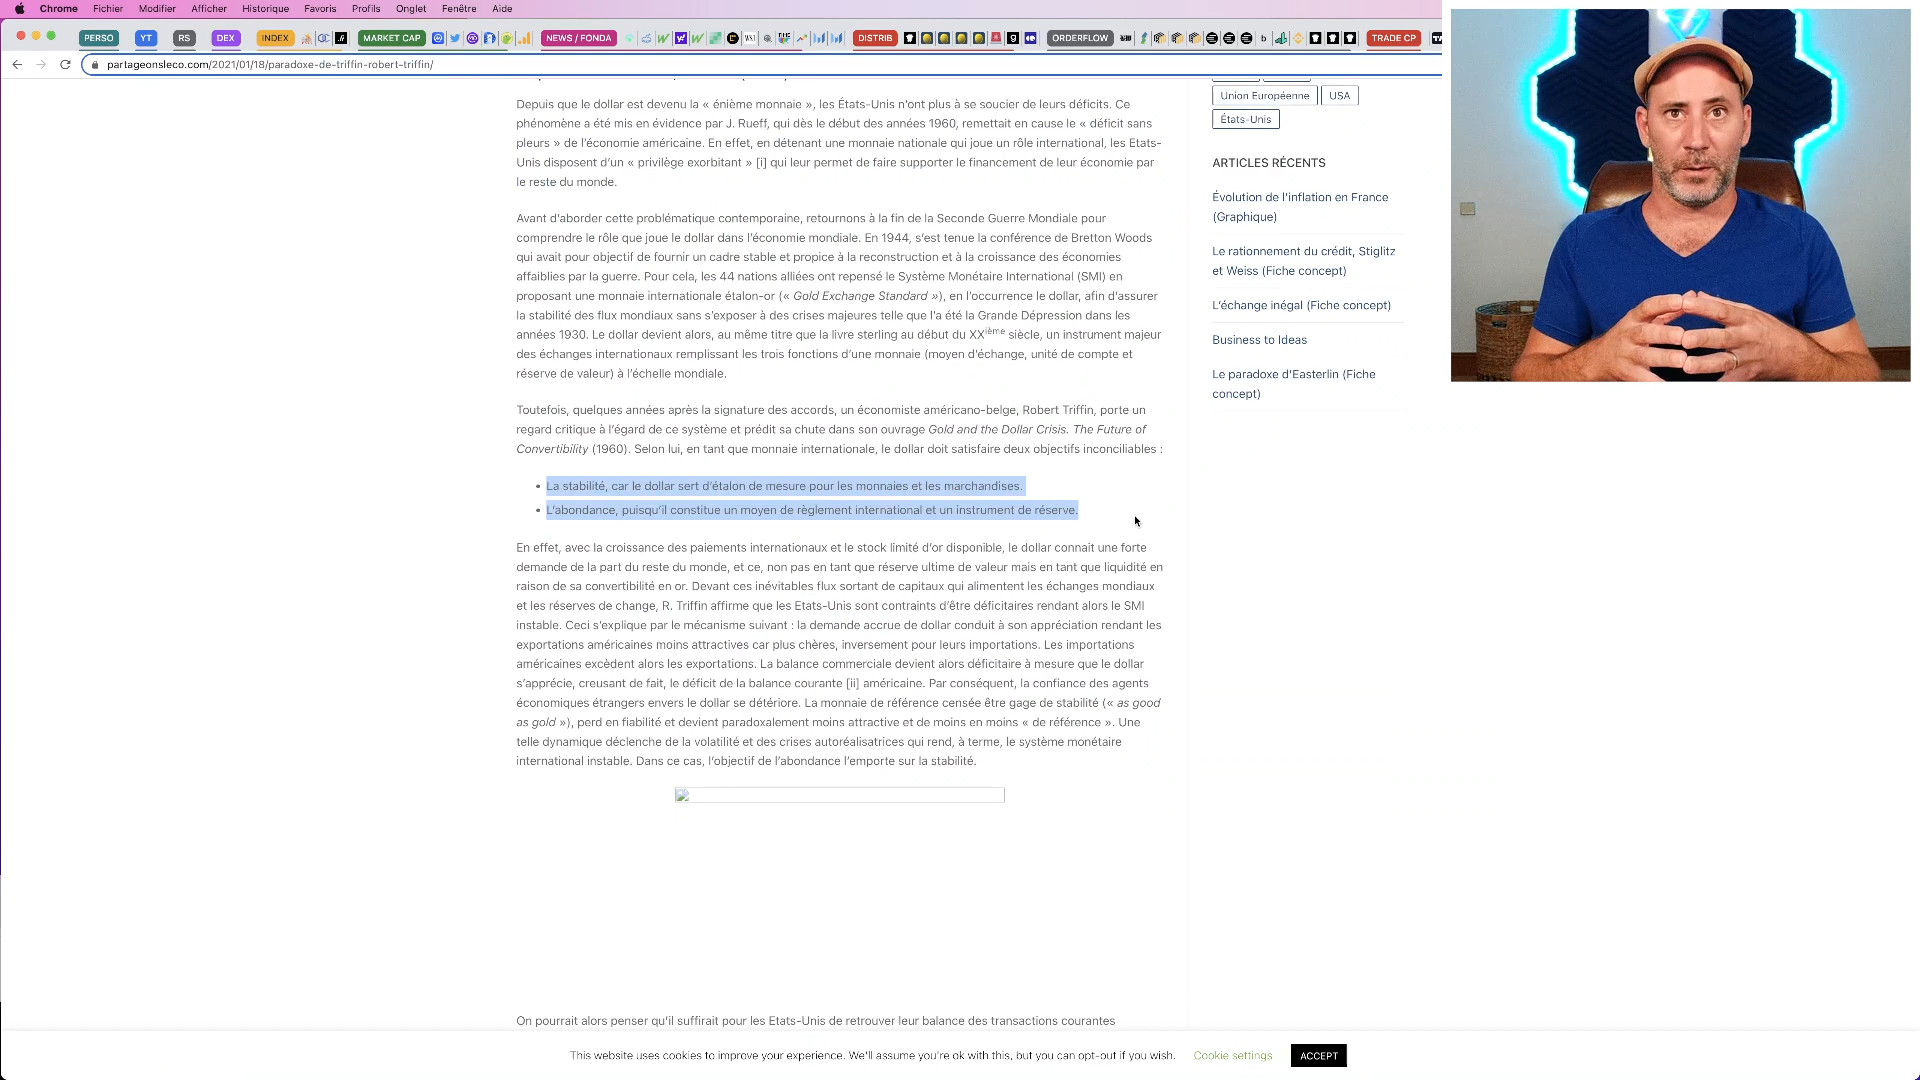 Chrome Fichier Modifier Afficher Historique Favoris Profils Onglet Fenêtre Aide
PERSO YT RS DEX INDEX MARKET CAP NEWS / FONDA DISTRIB ORDERFLOW TRADE CP
partageonsleco.com/2021/01/18/paradoxe-de-triffin-robert-triffin/
Depuis que le dollar est devenu la « énième monnaie », les États-Unis n'ont plus à se soucier de leurs déficits. Ce
phénomène a été mis en évidence par J. Rueff, qui dès le début des années 1960, remettait en cause le « déficit sans
pleurs » de l'économie américaine. En effet, en détenant une monnaie nationale qui joue un rôle international, les Etats-
Unis disposent d'un « privilège exorbitant » [i] qui leur permet de faire supporter le financement de leur économie par
le reste du monde.
Avant d'aborder cette problématique contemporaine, retournons à la fin de la Seconde Guerre Mondiale pour
comprendre le rôle que joue le dollar dans l'économie mondiale. En 1944, s'est tenue la conférence de Bretton Woods
qui avait pour objectif de fournir un cadre stable et propice à la reconstruction et à la croissance des économies
affaiblies par la guerre. Pour cela, les 44 nations alliées ont repensé le Système Monétaire International (SMI) en
proposant une monnaie internationale étalon-or (« Gold Exchange Standard »), en l'occurrence le dollar, afin d'assurer
la stabilité des flux mondiaux sans s'exposer à des crises majeures telle que l'a été la Grande Dépression dans les
années 1930. Le dollar devient alors, au même titre que la livre sterling au début du XXième siècle, un instrument majeur
des échanges internationaux remplissant les trois fonctions d'une monnaie (moyen d'échange, unité de compte et
réserve de valeur) à l'échelle mondiale.
Toutefois, quelques années après la signature des accords, un économiste américano-belge, Robert Triffin, porte un
regard critique à l'égard de ce système et prédit sa chute dans son ouvrage Gold and the Dollar Crisis. The Future of
Convertibility (1960). Selon lui, en tant que monnaie internationale, le dollar doit satisfaire deux objectifs inconciliables :
• La stabilité, car le dollar sert d'étalon de mesure pour les monnaies et les marchandises.
• L'abondance, puisqu'il constitue un moyen de règlement international et un instrument de réserve.
En effet, avec la croissance des paiements internationaux et le stock limité d'or disponible, le dollar connait une forte
demande de la part du reste du monde, et ce, non pas en tant que réserve ultime de valeur mais en tant que liquidité en
raison de sa convertibilité en or. Devant ces inévitables flux sortant de capitaux qui alimentent les échanges mondiaux
et les réserves de change, R. Triffin affirme que les Etats-Unis sont contraints d'être déficitaires rendant alors le SMI
instable. Ceci s'explique par le mécanisme suivant : la demande accrue de dollar conduit à son appréciation rendant les
exportations américaines moins attractives car plus chères, inversement pour leurs importations. Les importations
américaines excèdent alors les exportations. La balance commerciale devient alors déficitaire à mesure que le dollar
s'apprécie, creusant de fait, le déficit de la balance courante [ii] américaine. Par conséquent, la confiance des agents
économiques étrangers envers le dollar se détériore. La monnaie de référence censée être gage de stabilité (« as good
as gold »), perd en fiabilité et devient paradoxalement moins attractive et de moins en moins « de référence ». Une
telle dynamique déclenche de la volatilité et des crises autoréalisatrices qui rend, à terme, le système monétaire
international instable. Dans ce cas, l'objectif de l'abondance l'emporte sur la stabilité.
On pourrait alors penser qu'il suffirait pour les Etats-Unis de retrouver leur balance des transactions courantes
Union Européenne USA
États-Unis
ARTICLES RÉCENTS
Évolution de l'inflation en France
(Graphique)
Le rationnement du crédit, Stiglitz
et Weiss (Fiche concept)
L'échange inégal (Fiche concept)
Business to Ideas
Le paradoxe d'Easterlin (Fiche
concept)
This website uses cookies to improve your experience. We'll assume you're ok with this, but you can opt-out if you wish. Cookie settings ACCEPT